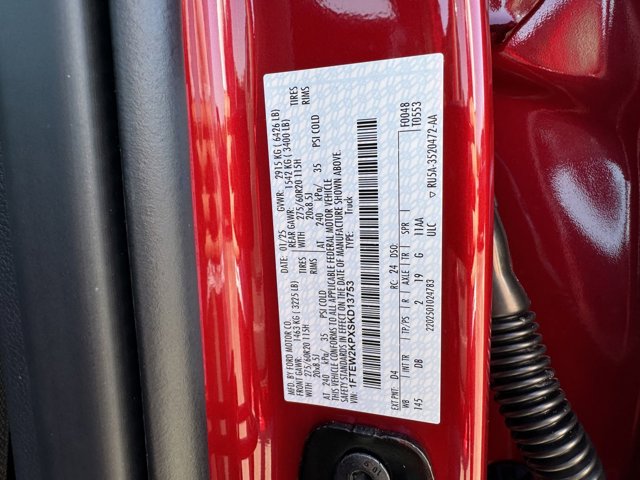 MFD. BY FORD MOTOR CO.
DATE: 01/25 GVWR: 2915 KG ( 6426 LB)
FRONT GAWR: 1463 KG ( 3225 LB) REAR GAWR: 1542 KG ( 3400 LB)
WITH 275/60R20 115H TIRES WITH 275/60R20 115H TIRES
20x8.5J RIMS 20x8.5J RIMS
AT 240 kPa/ 35 PSI COLD AT 240 kPa/ 35 PSI COLD
THIS VEHICLE CONFORMS TO ALL APPLICABLE FEDERAL MOTOR VEHICLE
SAFETY STANDARDS IN EFFECT ON THE DATE OF MANUFACTURE SHOWN ABOVE.
VIN: 1FTEW2KPXSKD13753 TYPE: Truck
F0048
T0553
EXT PNT: D4 RC: 24 DSO:
WB INT TR TP/PS R AXLE TR SPR
145 DB 2 19 G 11AA
ULC
2202501024783
▽ RU5A-3520472-AA